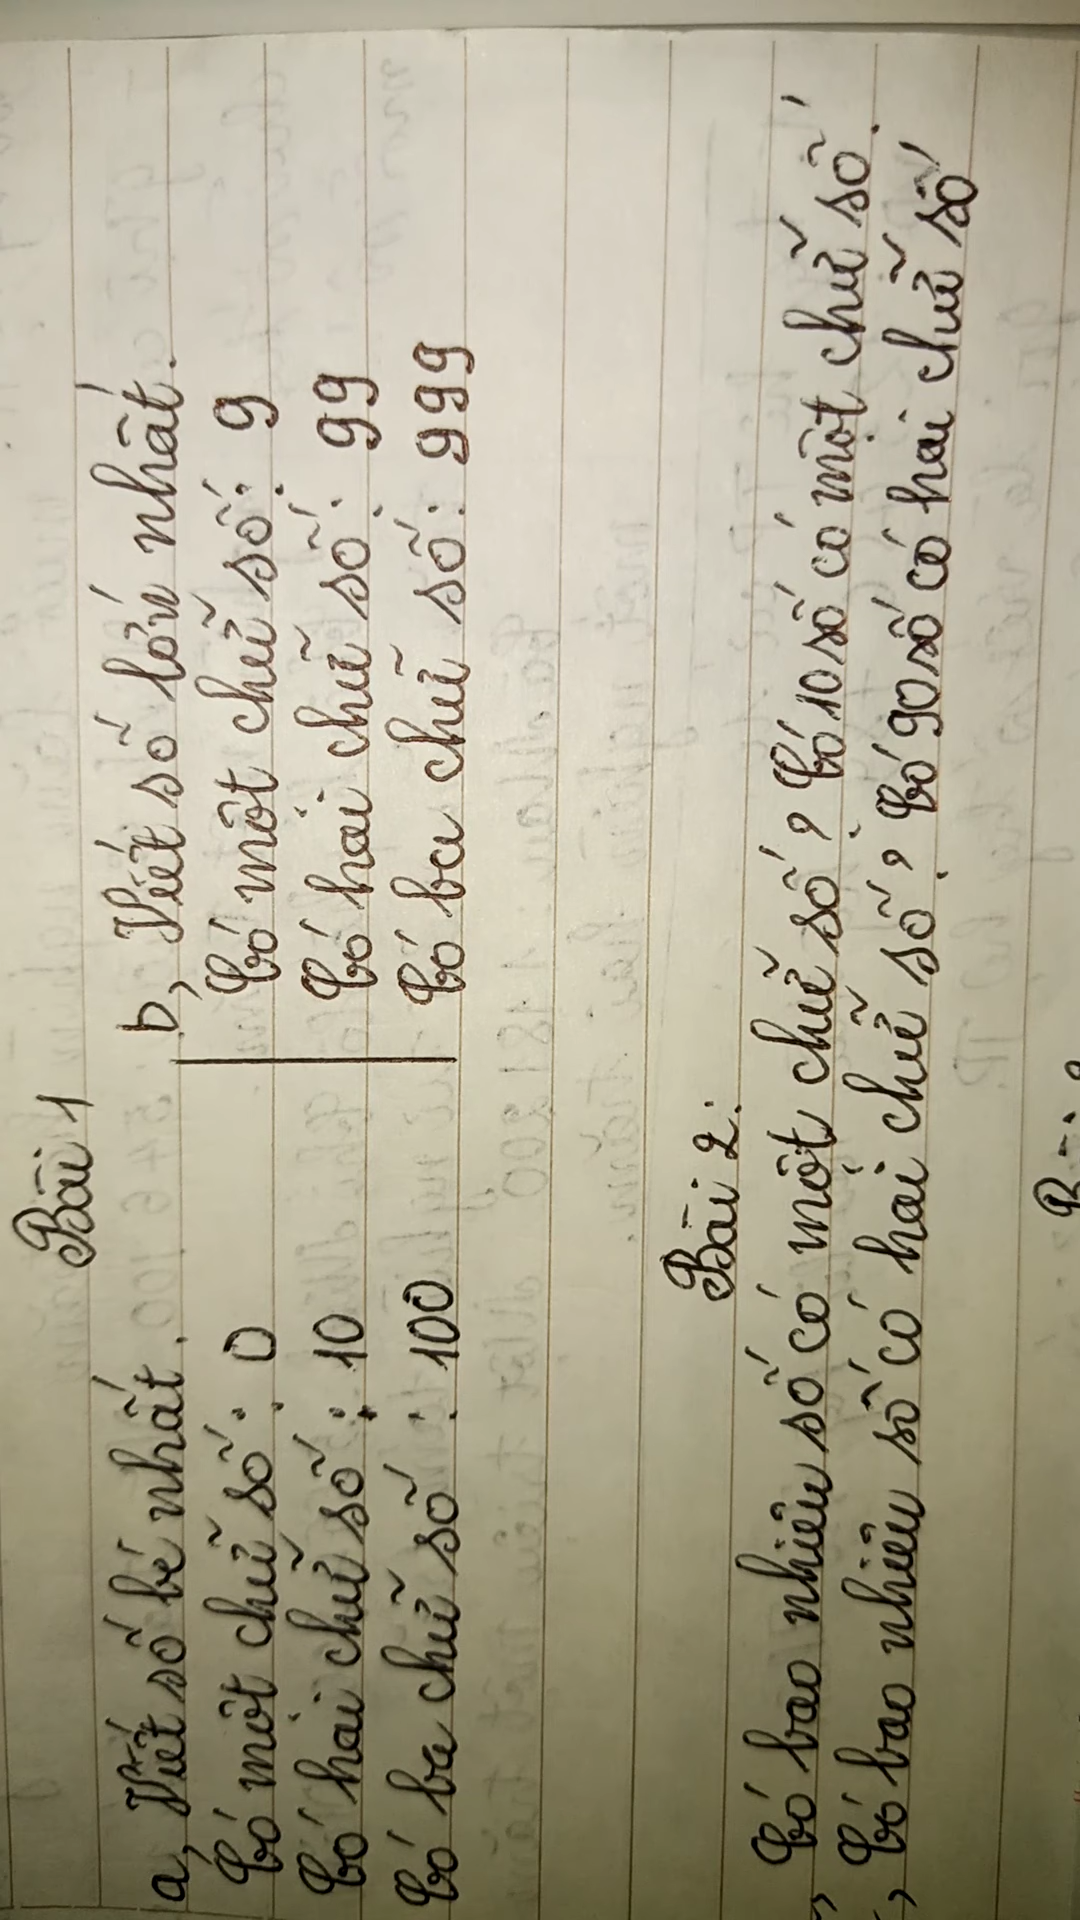 Bài 1
a, Viết số bé nhất.
Có một chữ số: 0
Có hai chữ số: 10
Có ba chữ số: 100
b, Viết số lớn nhất.
Có một chữ số: 9
Có hai chữ số: 99
Có ba chữ số: 999
Bài 2:
, Có bao nhiêu số có một chữ số? Có 10 số có một chữ số.
, Có bao nhiêu số có hai chữ số? Có 90 số có hai chữ số